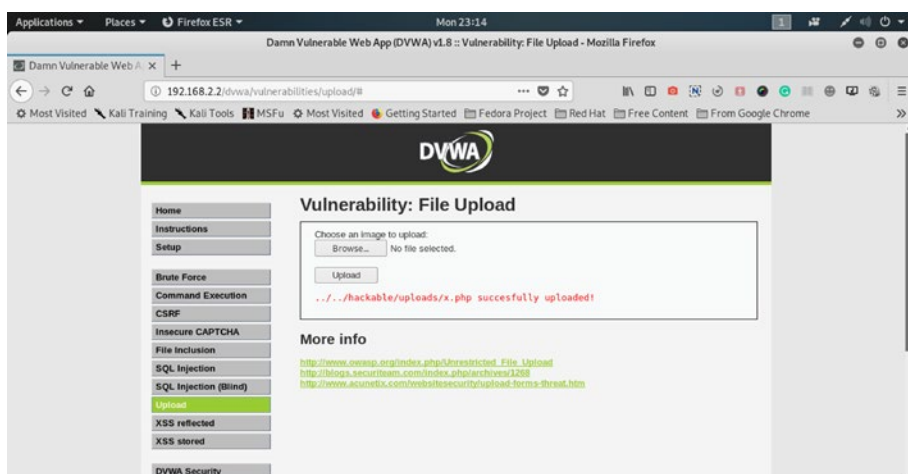 Applications Places Firefox ESR Mon 23:14 1
Damn Vulnerable Web App (DVWA) v1.8 :: Vulnerability: File Upload - Mozilla Firefox
Damn Vulnerable Web A
192.168.2.2/dvwa/vulnerabilities/upload/#
Most Visited Kali Training Kali Tools MSFu Most Visited Getting Started Fedora Project Red Hat Free Content From Google Chrome
DVWA
Home
Instructions
Setup
Brute Force
Command Execution
CSRF
Insecure CAPTCHA
File Inclusion
SQL Injection
SQL Injection (Blind)
Upload
XSS reflected
XSS stored
DVWA Security
Vulnerability: File Upload
Choose an image to upload:
Browse... No file selected.
Upload
../../hackable/uploads/x.php succesfully uploaded!
More info
http://www.owasp.org/index.php/Unrestricted_File_Upload
http://blogs.securiteam.com/index.php/archives/1268
http://www.acunetix.com/websitesecurity/upload-forms-threat.htm